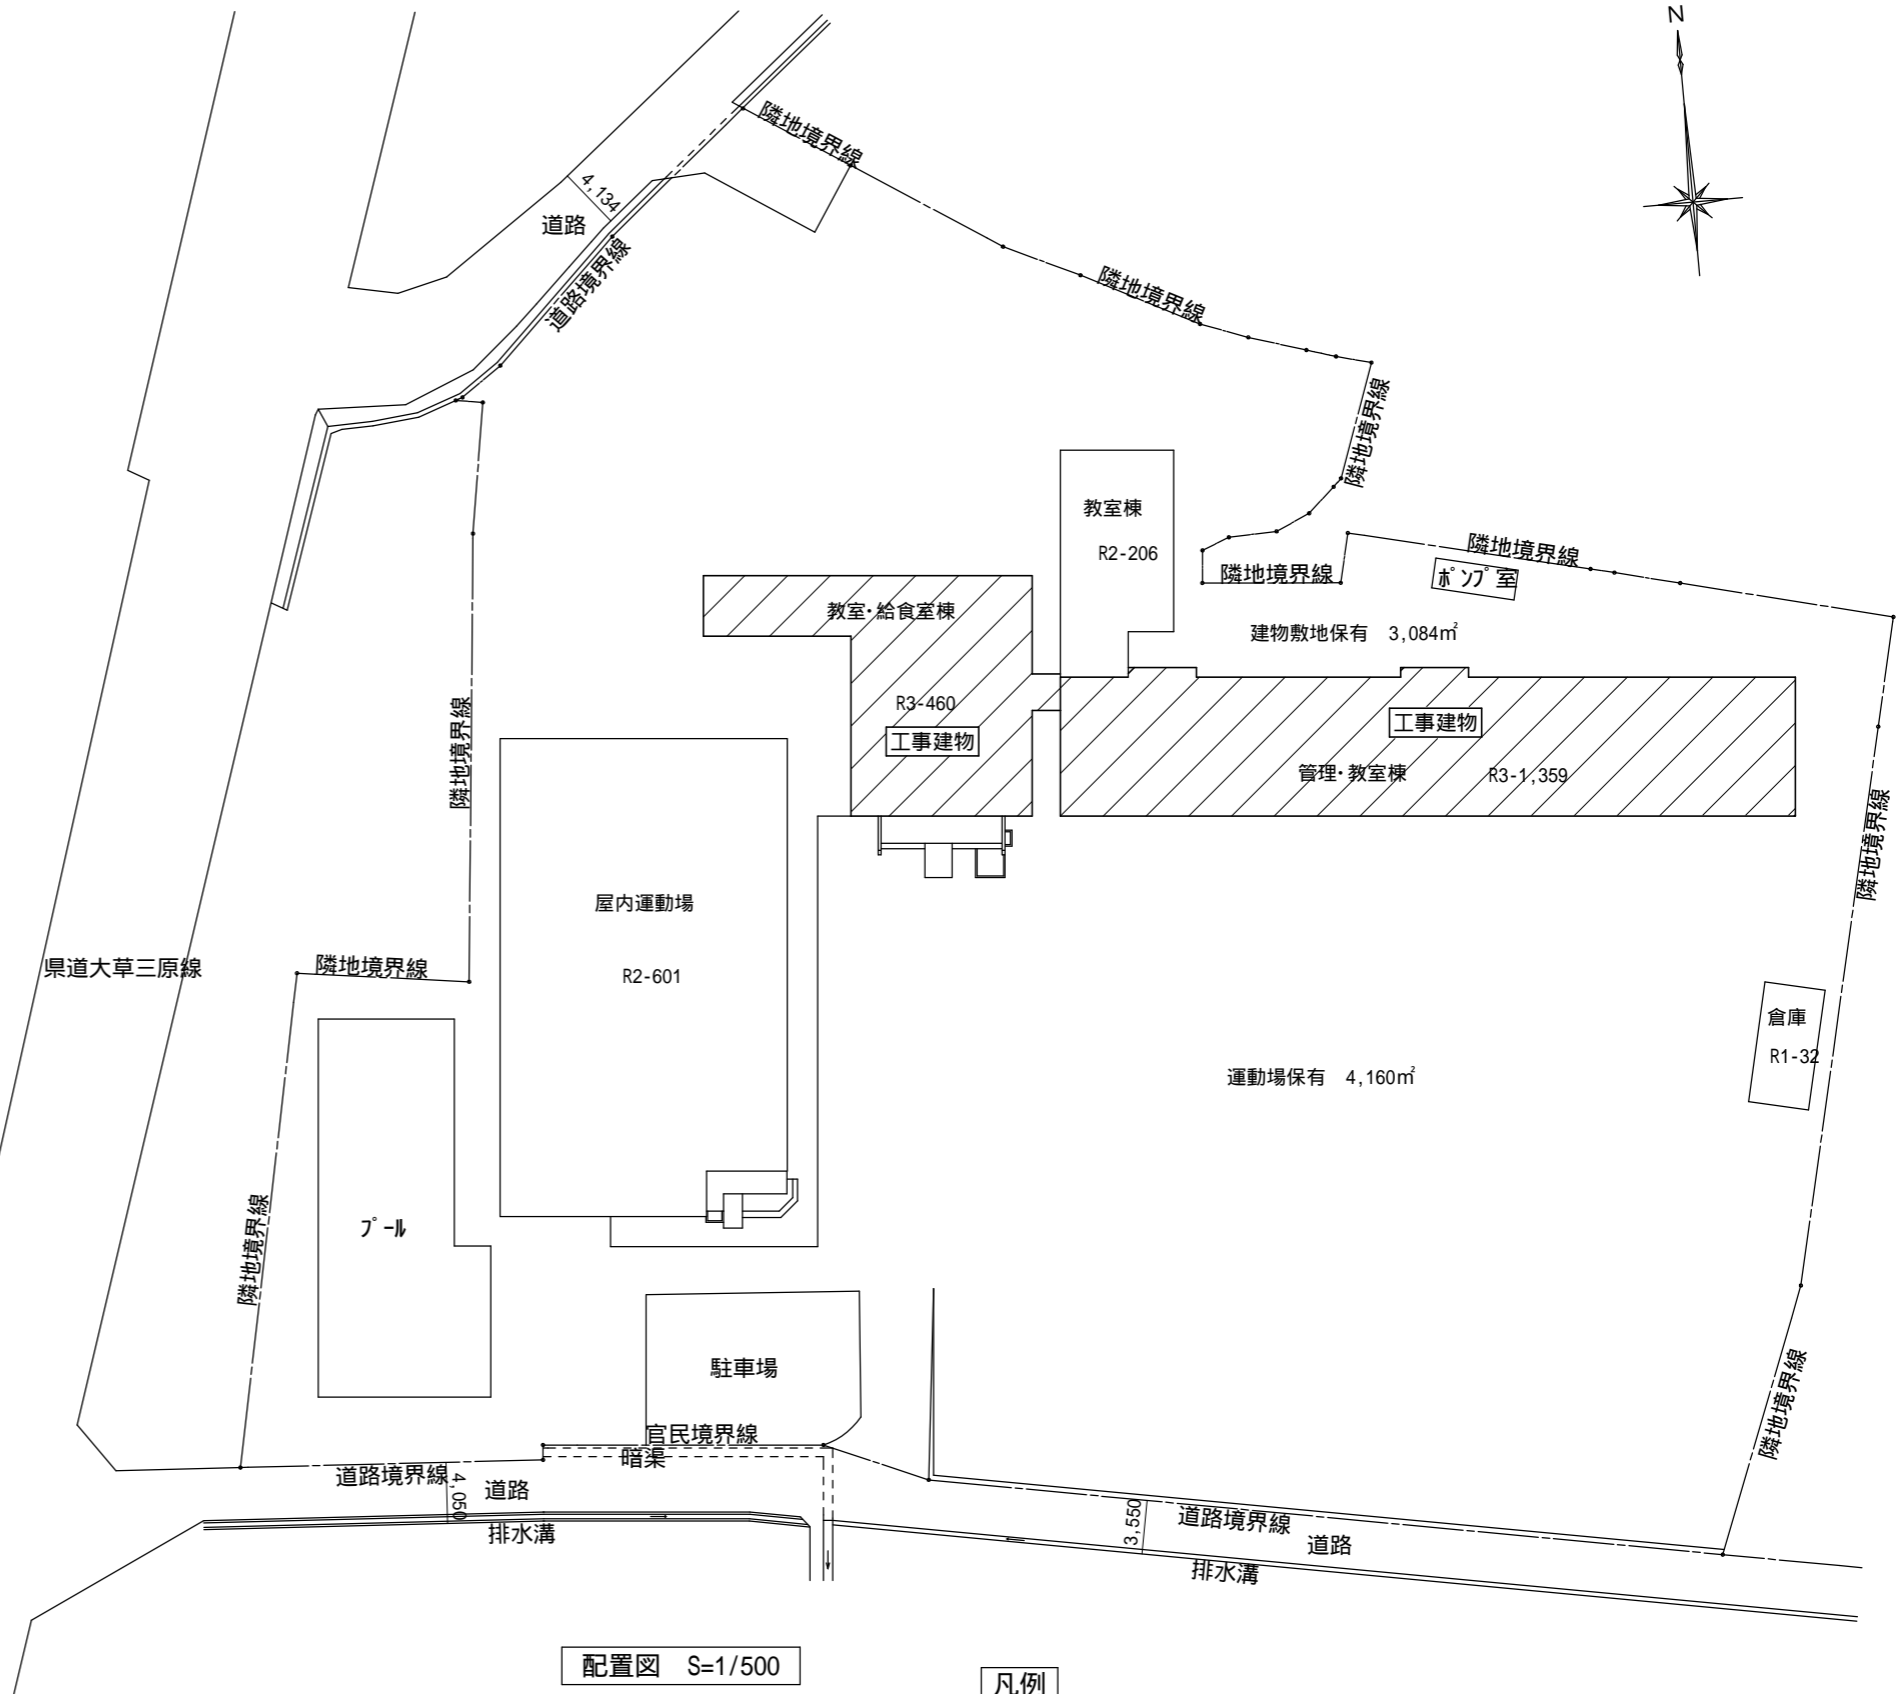 N
隣地境界線
4,134
道路
道路境界線
隣地境界線
隣地境界線
教室棟
R2-206
隣地境界線
隣地境界線
ポンプ室
教室・給食室棟
建物敷地保有 3,084㎡
R3-460
工事建物
工事建物
管理・教室棟 R3-1,359
隣地境界線
隣地境界線
屋内運動場
R2-601
県道大草三原線
隣地境界線
倉庫
R1-32
運動場保有 4,160㎡
隣地境界線
プール
駐車場
隣地境界線
官民境界線
暗渠
道路境界線
4,050
道路
排水溝
3,550
道路境界線
道路
排水溝
配置図 S=1/500
凡例